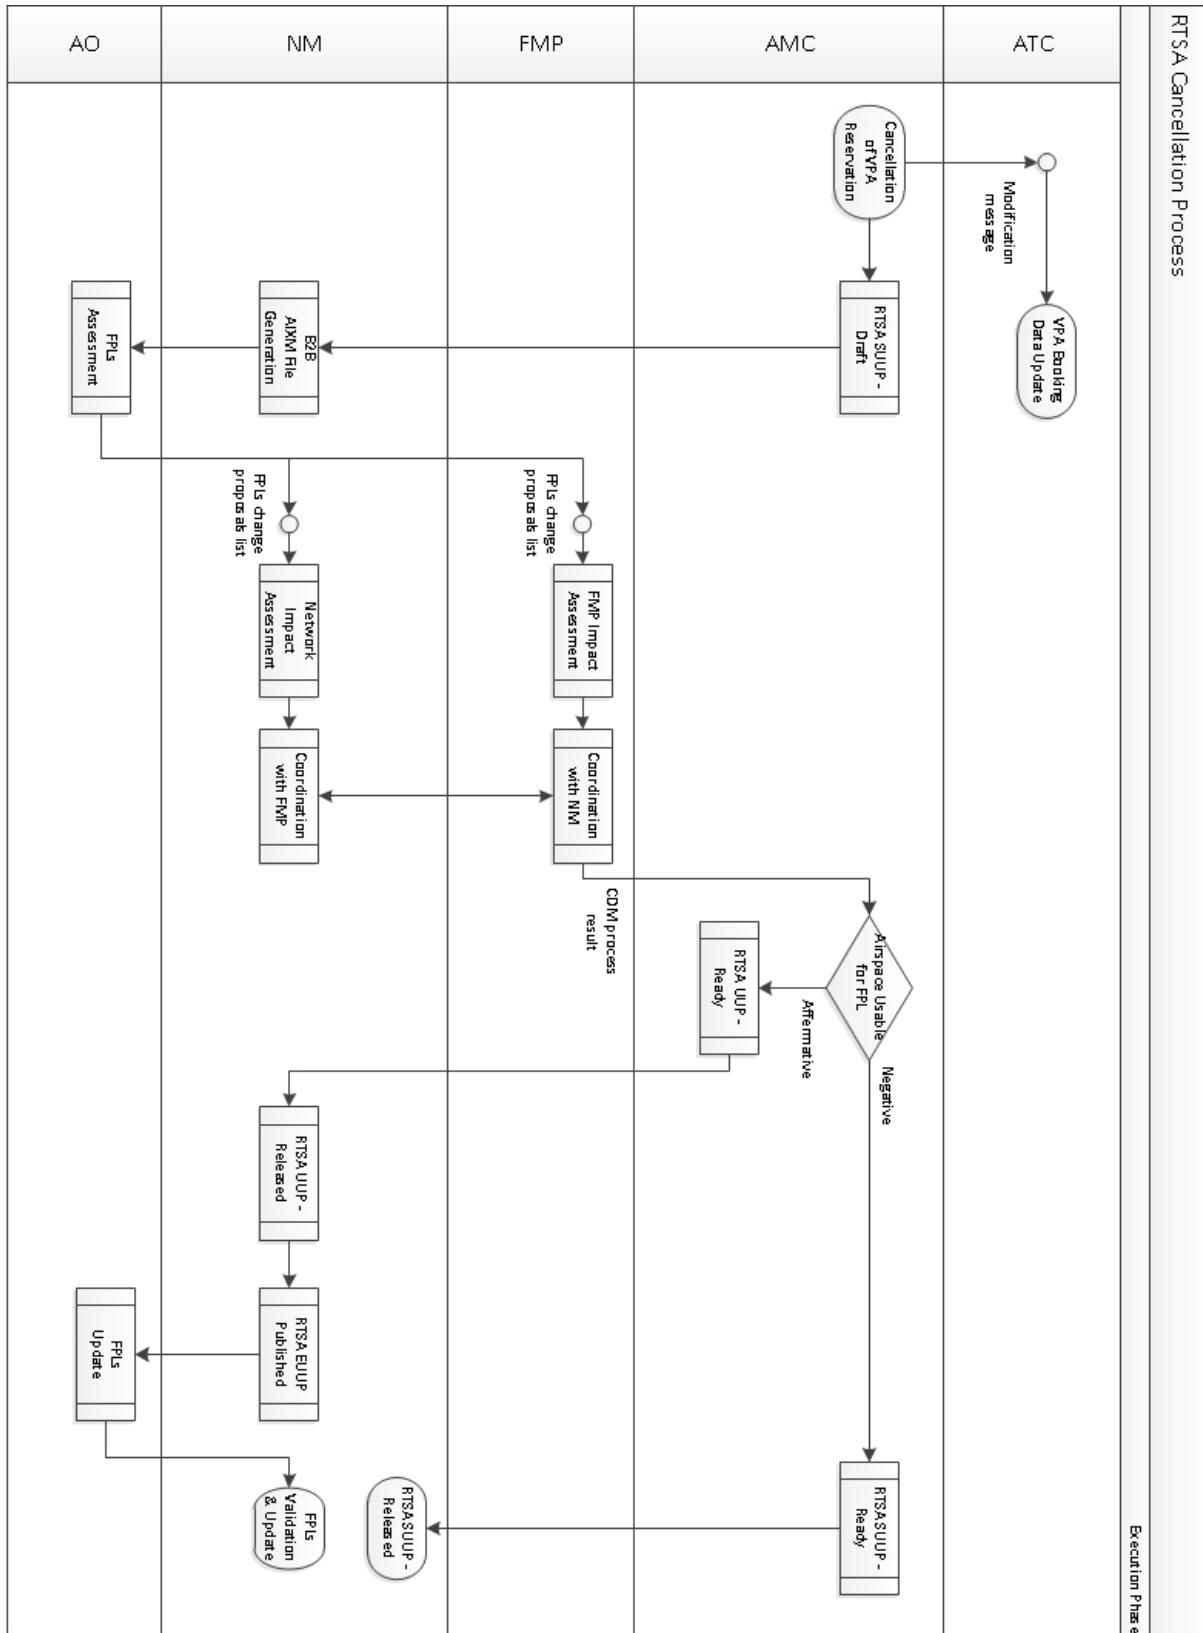 RTSA Cancellation Process
Execution Phase
ATC
AMC
FMP
NM
AO
Modification
message
VPA Booking
Data Update
Cancellation
of VPA
Reservation
RTSA SUUP -
Draft
B2B
AIXM File
Generation
FPLs
Assessment
FPLs change
proposals list
FPLs change
proposals list
FMP Impact
Assessment
Network
Impact
Assessment
Coordination
with NM
Coordination
with FMP
CDM process
result
Airspace Usable
for FPL
Affermative
Negative
RTSA UUP -
Ready
RTSA UUP -
Released
RTSA EUUP
Published
FPLs
Update
FPLs
Validation
& Update
RTSA SUUP -
Ready
RTSA SUUP -
Released